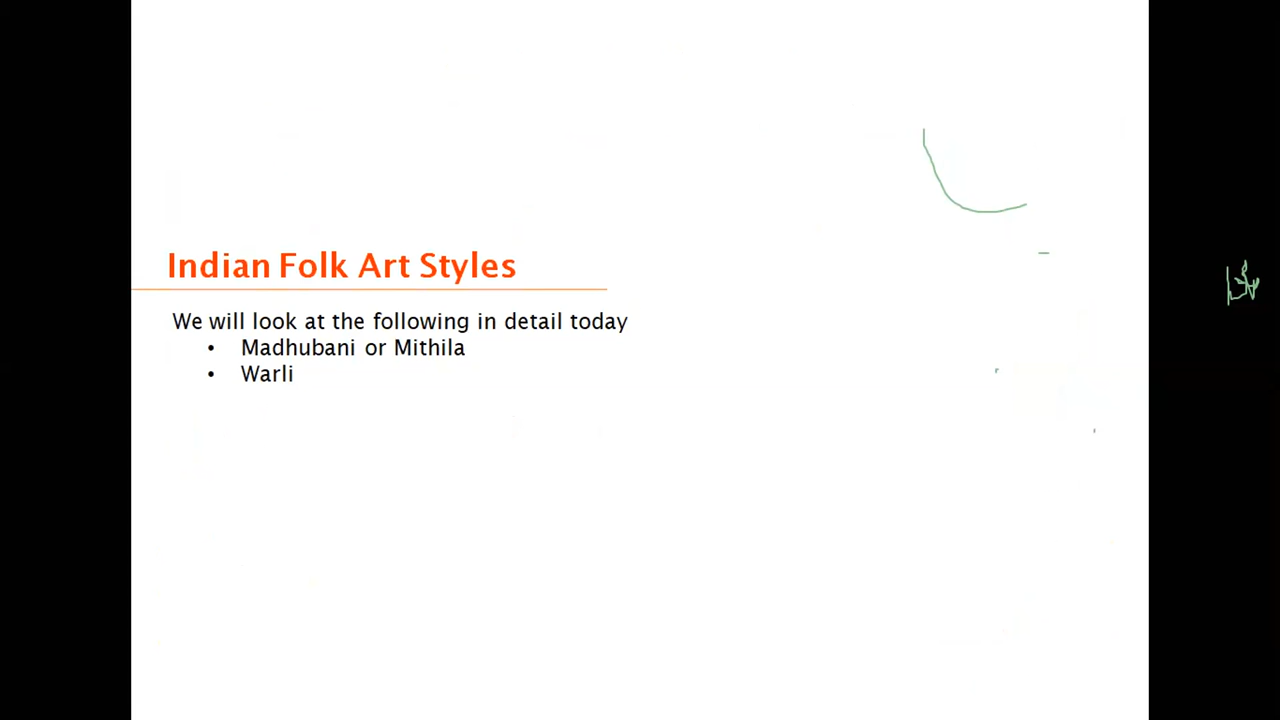 Indian Folk Art Styles
We will look at the following in detail today
• Madhubani or Mithila
• Warli